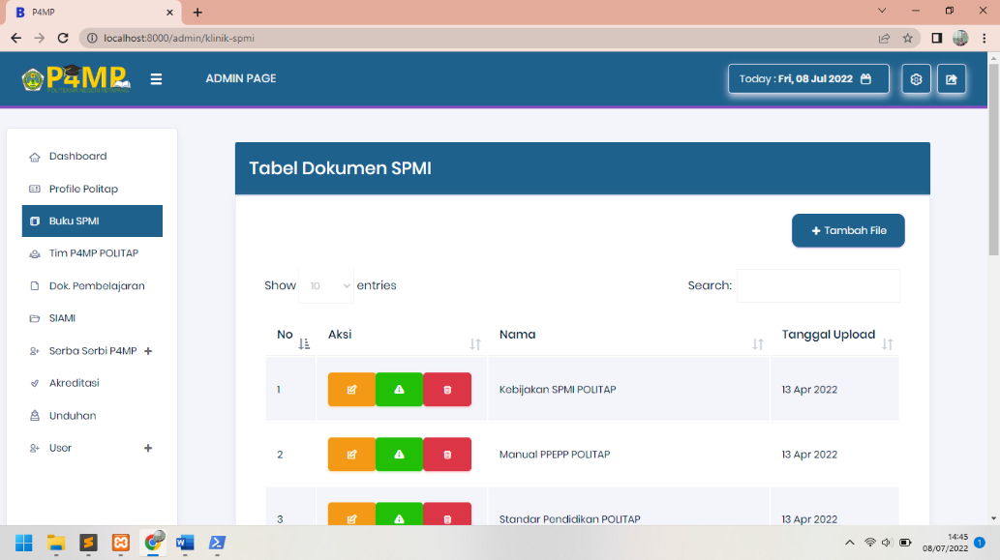 P4MP
localhost:8000/admin/klinik-spmi
P4MP
ADMIN PAGE
Today : Fri, 08 Jul 2022
Dashboard
Profile Politap
Buku SPMI
Tim P4MP POLITAP
Dok. Pembelajaran
SIAMI
Serba Serbi P4MP
Akreditasi
Unduhan
User
Tabel Dokumen SPMI
Tambah File
Show 10 entries
Search:
No Aksi Nama Tanggal Upload
1 Kebijakan SPMI POLITAP 13 Apr 2022
2 Manual PPEPP POLITAP 13 Apr 2022
3 Standar Pendidikan POLITAP 13 Apr 2022
14:45
08/07/2022
1